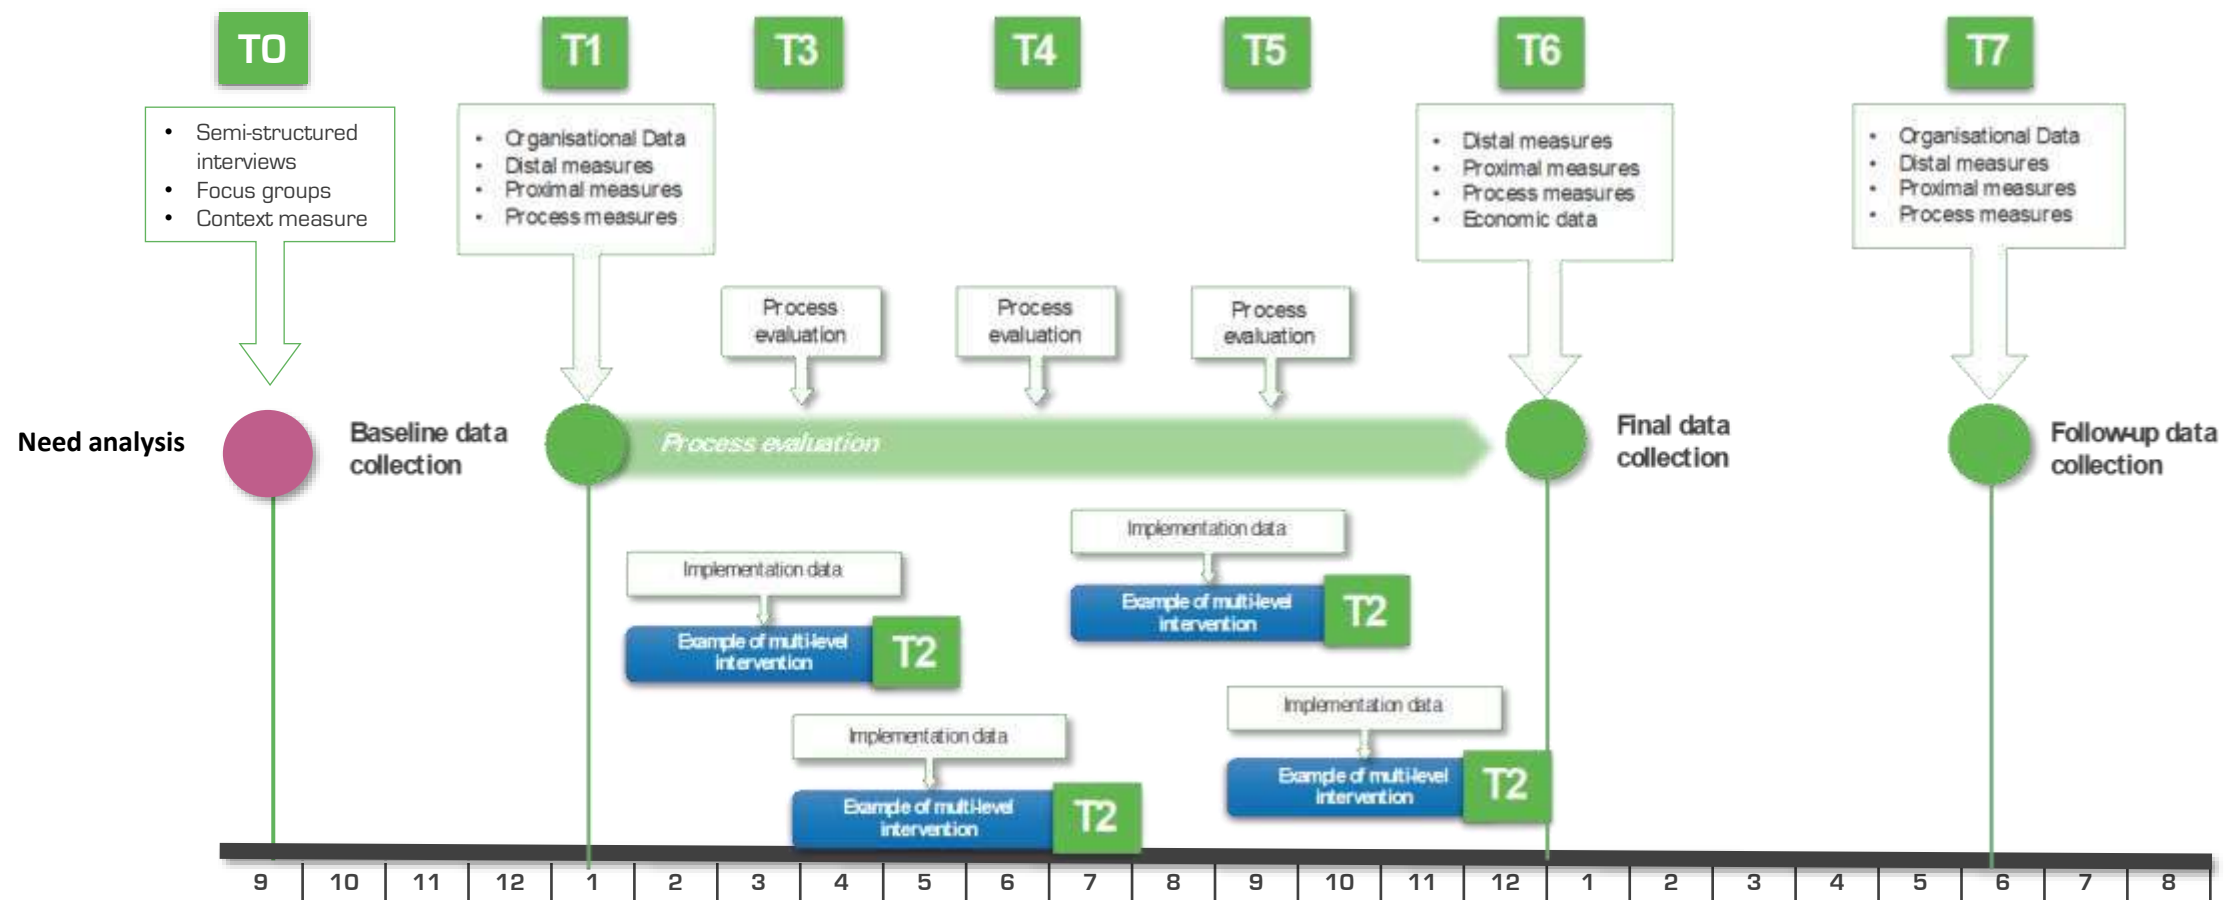 T0
T1
T3
T4
T5
T6
T7
• Semi-structured
interviews
• Focus groups
• Context measure
• Organisational Data
• Distal measures
• Proximal measures
• Process measures
• Distal measures
• Proximal measures
• Process measures
• Economic data
• Organisational Data
• Distal measures
• Proximal measures
• Process measures
Process
evaluation
Process
evaluation
Process
evaluation
Need analysis
Baseline data
collection
Process evaluation
Final data
collection
Follow-up data
collection
Implementation data
Example of multi-level
intervention
T2
Implementation data
Example of multi-level
intervention
T2
Implementation data
Example of multi-level
intervention
T2
Implementation data
Example of multi-level
intervention
T2
9 10 11 12 1 2 3 4 5 6 7 8 9 10 11 12 1 2 3 4 5 6 7 8